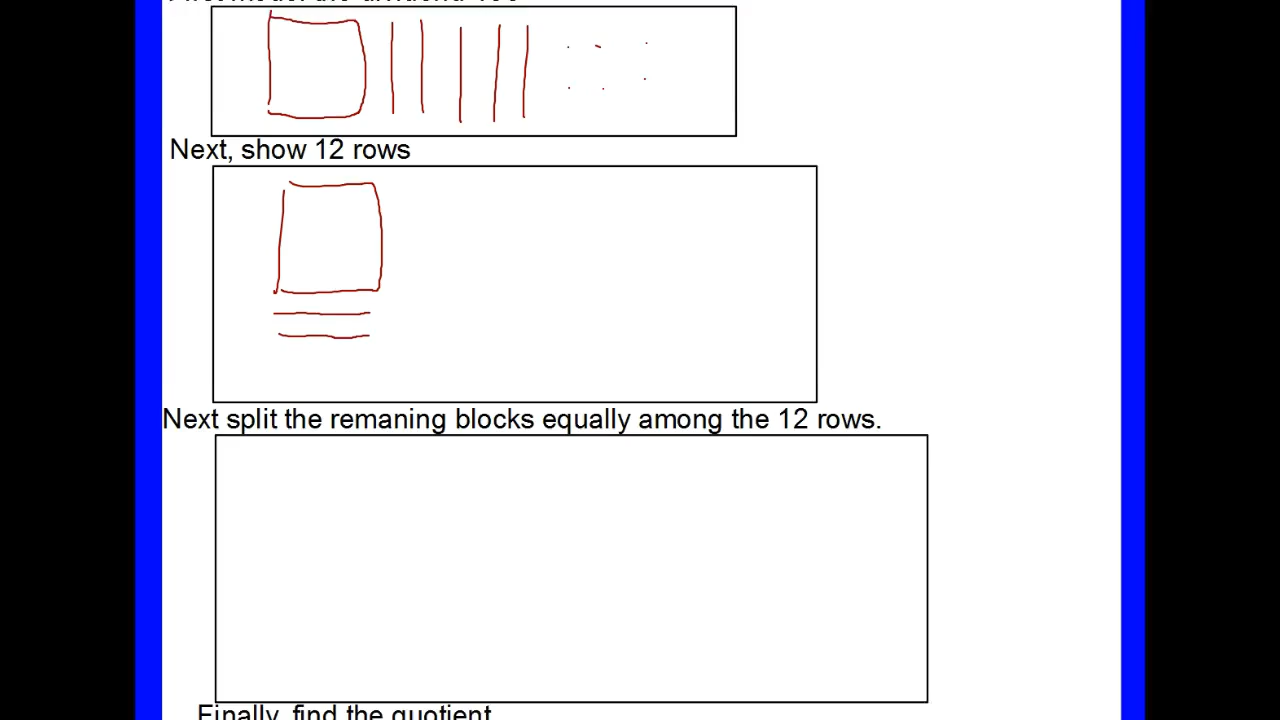 Next, show 12 rows
Next split the remaning blocks equally among the 12 rows.
Finally, find the quotient